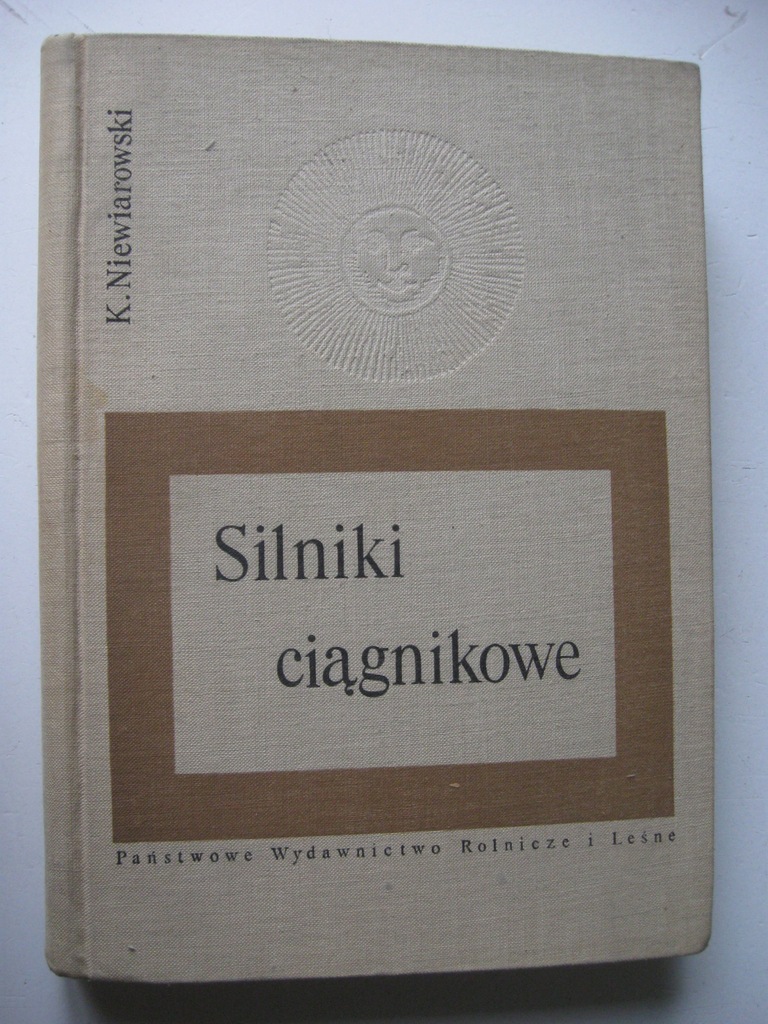 K. Niewiarowski
Silniki
ciągnikowe
Państwowe Wydawnictwo Rolnicze i Leśne